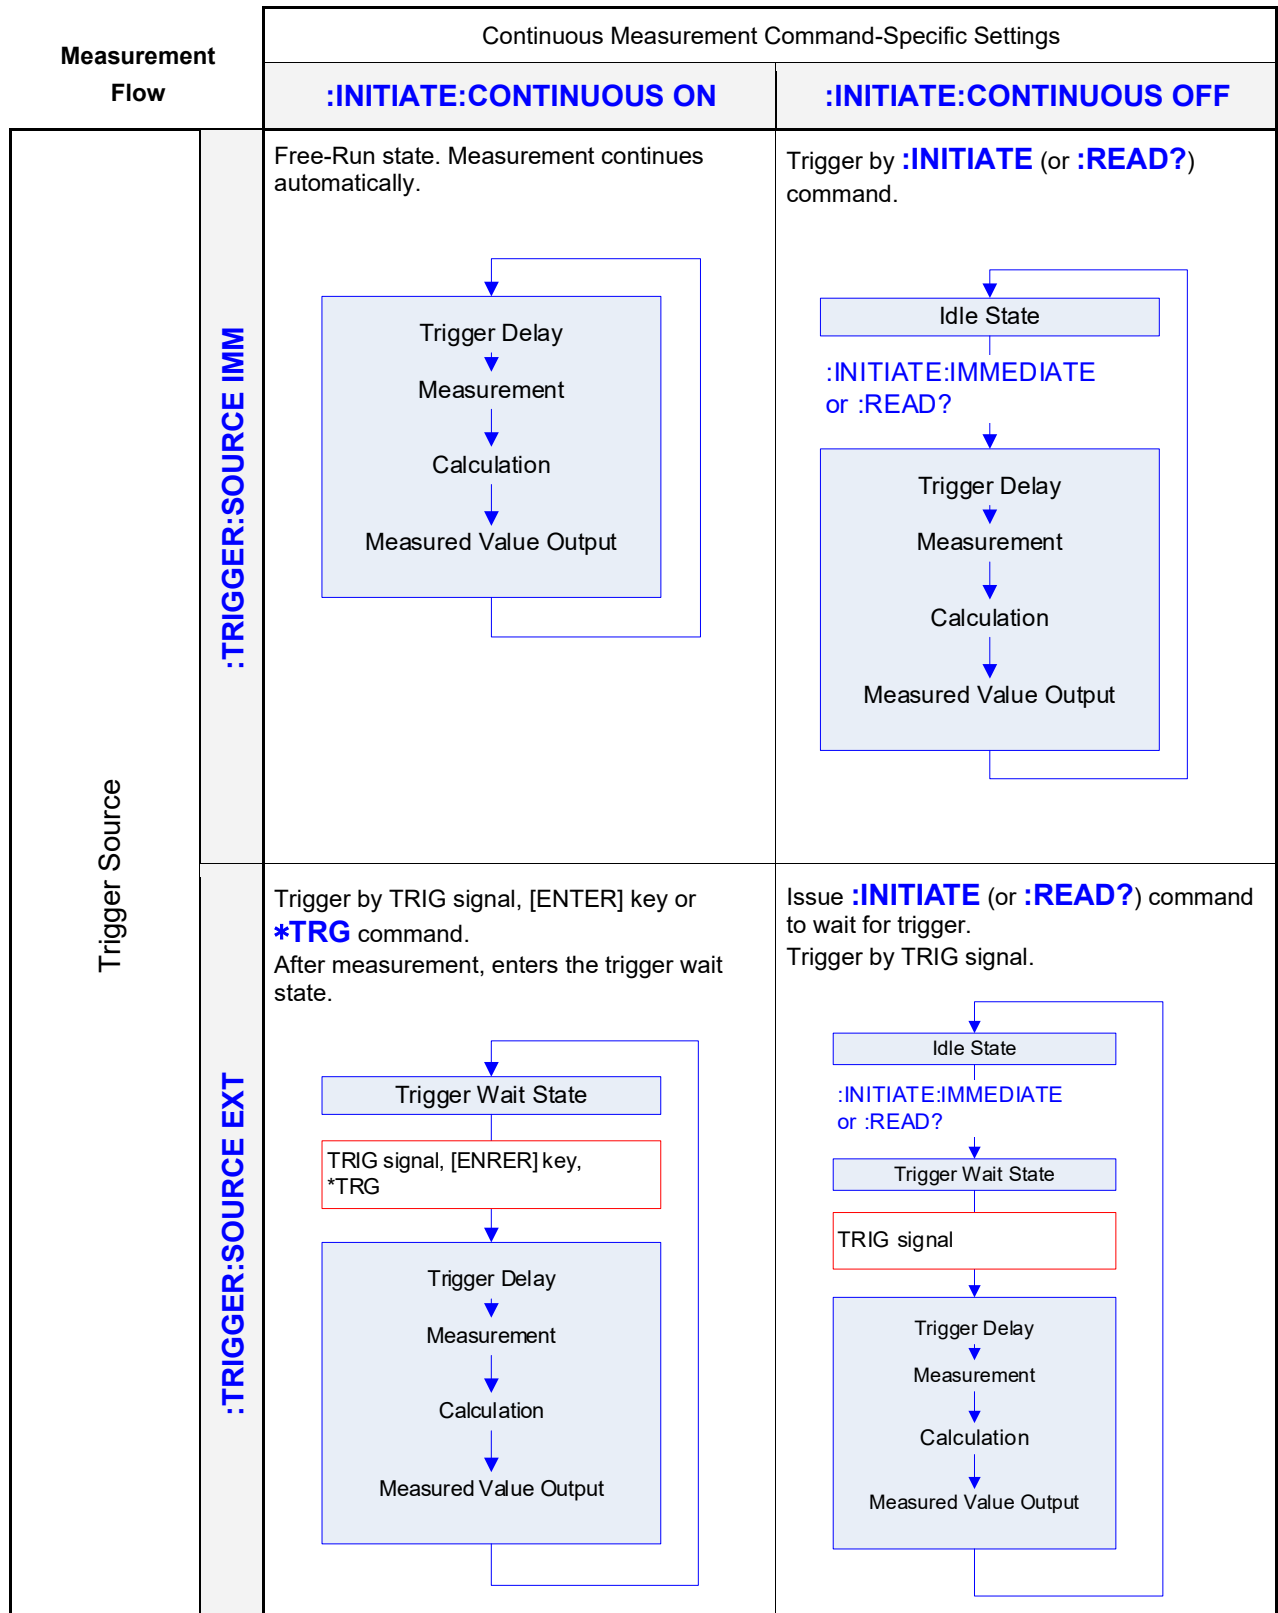 Measurement
Flow
Continuous Measurement Command-Specific Settings
:INITIATE:CONTINUOUS ON
:INITIATE:CONTINUOUS OFF
Trigger Source
:TRIGGER:SOURCE IMM
Free-Run state. Measurement continues
automatically.
Trigger Delay
Measurement
Calculation
Measured Value Output
Trigger by :INITIATE (or :READ?)
command.
Idle State
:INITIATE:IMMEDIATE
or :READ?
Trigger Delay
Measurement
Calculation
Measured Value Output
:TRIGGER:SOURCE EXT
Trigger by TRIG signal, [ENTER] key or
*TRG command.
After measurement, enters the trigger wait
state.
Trigger Wait State
TRIG signal, [ENRER] key,
*TRG
Trigger Delay
Measurement
Calculation
Measured Value Output
Issue :INITIATE (or :READ?) command
to wait for trigger.
Trigger by TRIG signal.
Idle State
:INITIATE:IMMEDIATE
or :READ?
Trigger Wait State
TRIG signal
Trigger Delay
Measurement
Calculation
Measured Value Output